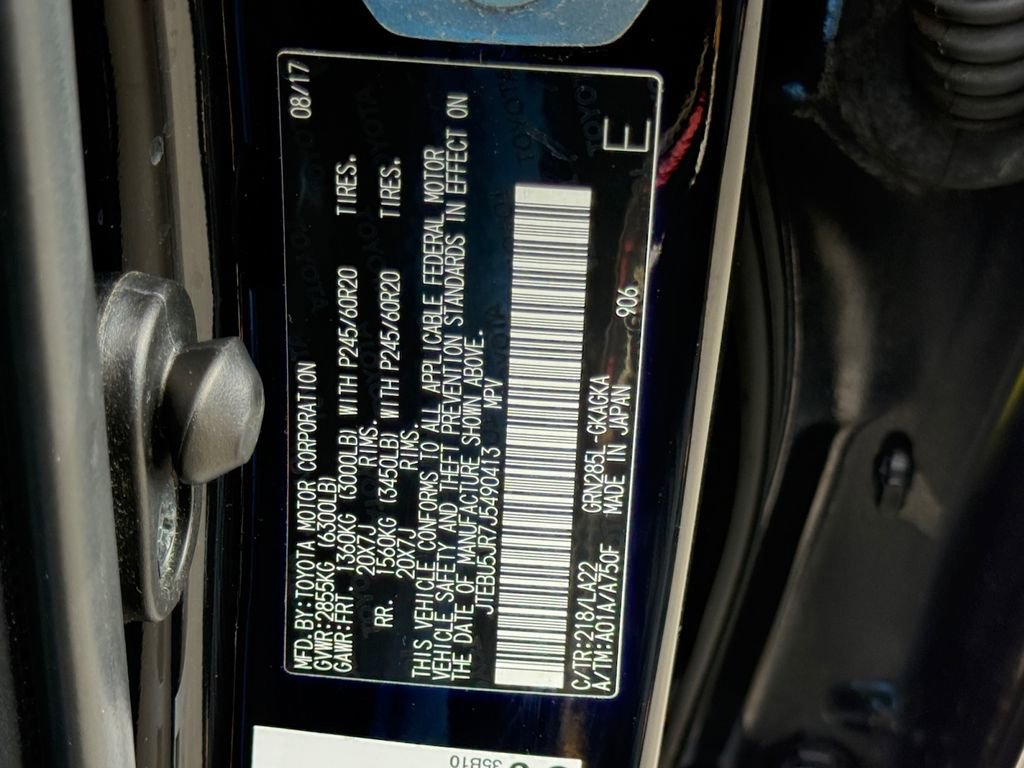 MFD. BY: TOYOTA MOTOR CORPORATION 08/17
GVWR: 2855KG (6300LB)
GAWR: FRT. 1360KG (3000LB) WITH P245/60R20 TIRES.
20X7J RIMS.
RR. 1560KG (3450LB) WITH P245/60R20 TIRES.
20X7J RIMS.
THIS VEHICLE CONFORMS TO ALL APPLICABLE FEDERAL MOTOR
VEHICLE SAFETY AND THEFT PREVENTION STANDARDS IN EFFECT ON
THE DATE OF MANUFACTURE SHOWN ABOVE.
JTEBU5JR7J5490413 MPV
C/TR: 218/LA22 GRN285L-GKAGKA 906
A/TM: A01A/A750F MADE IN JAPAN E
35B10